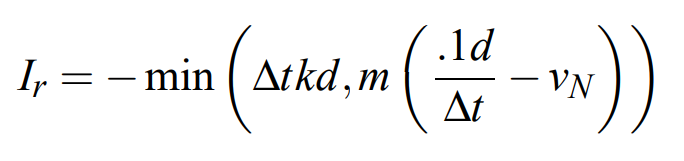 I_r = − min ( Δtkd, m ( .1d / Δt − v_N ) )